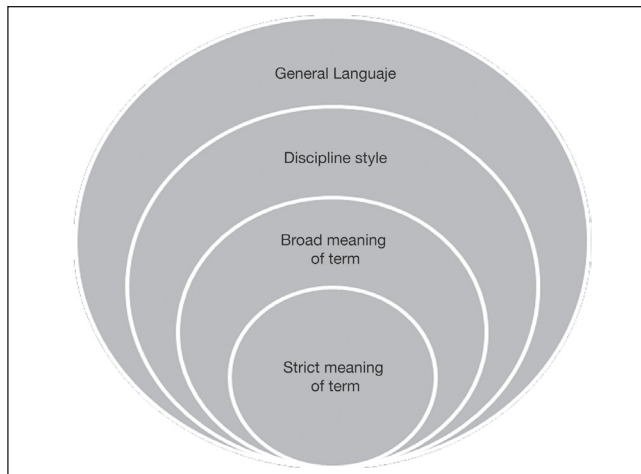 General Languaje
Discipline style
Broad meaning
of term
Strict meaning
of term